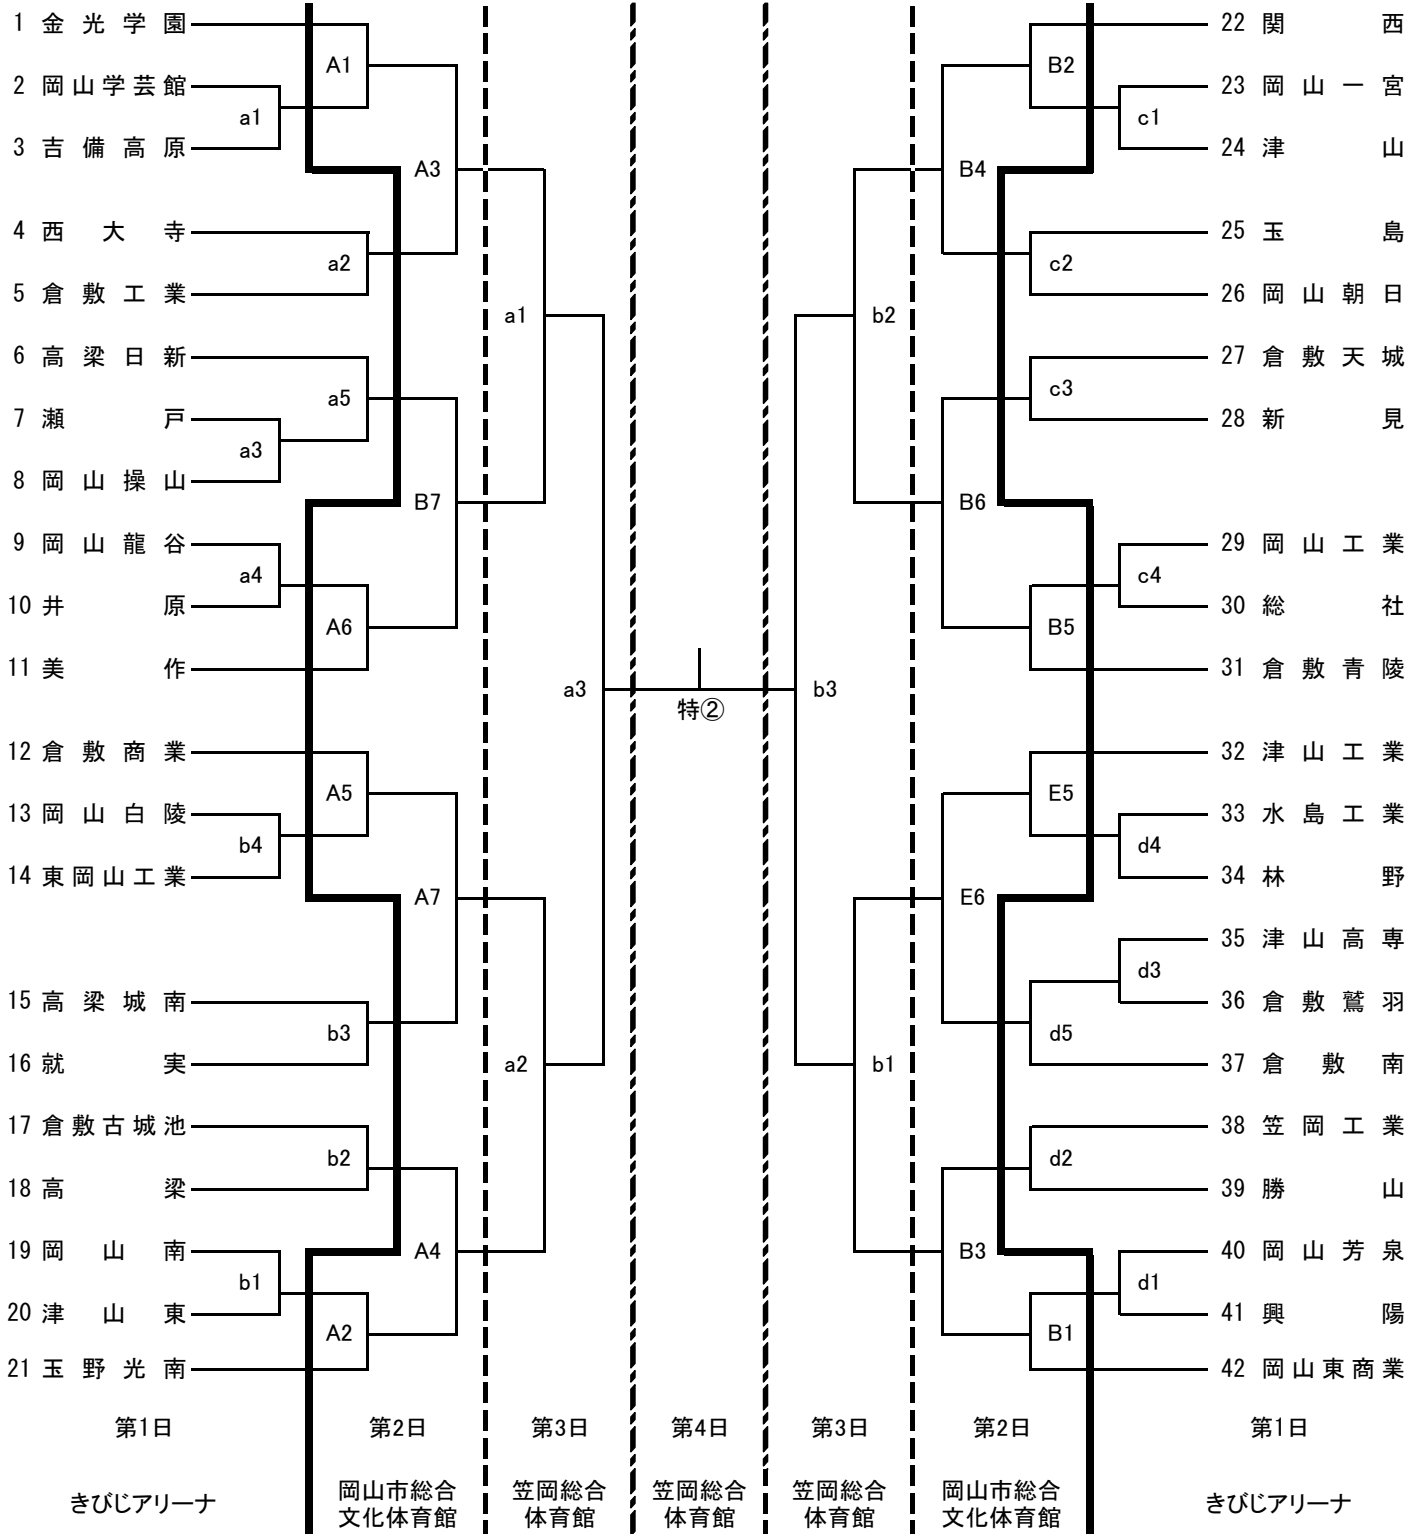 1 金光学園
2 岡山学芸館
3 吉備高原
4 西大寺
5 倉敷工業
6 高梁日新
7 瀬戸
8 岡山操山
9 岡山龍谷
10 井原
11 美作
12 倉敷商業
13 岡山白陵
14 東岡山工業
15 高梁城南
16 就実
17 倉敷古城池
18 高梁
19 岡山南
20 津山東
21 玉野光南
a1
a2
a5
a3
a4
b4
b3
b2
b1
A1
A3
B7
A6
A5
A7
A4
A2
a1
a2
a3
特②
b3
b2
b1
B2
B4
B6
B5
E5
E6
B3
B1
c1
c2
c3
c4
d4
d3
d5
d2
d1
22 関西
23 岡山一宮
24 津山
25 玉島
26 岡山朝日
27 倉敷天城
28 新見
29 岡山工業
30 総社
31 倉敷青陵
32 津山工業
33 水島工業
34 林野
35 津山高専
36 倉敷鷲羽
37 倉敷南
38 笠岡工業
39 勝山
40 岡山芳泉
41 興陽
42 岡山東商業
第1日 第2日 第3日 第4日 第3日 第2日 第1日
きびじアリーナ
岡山市総合
文化体育館
笠岡総合
体育館
笠岡総合
体育館
笠岡総合
体育館
岡山市総合
文化体育館
きびじアリーナ